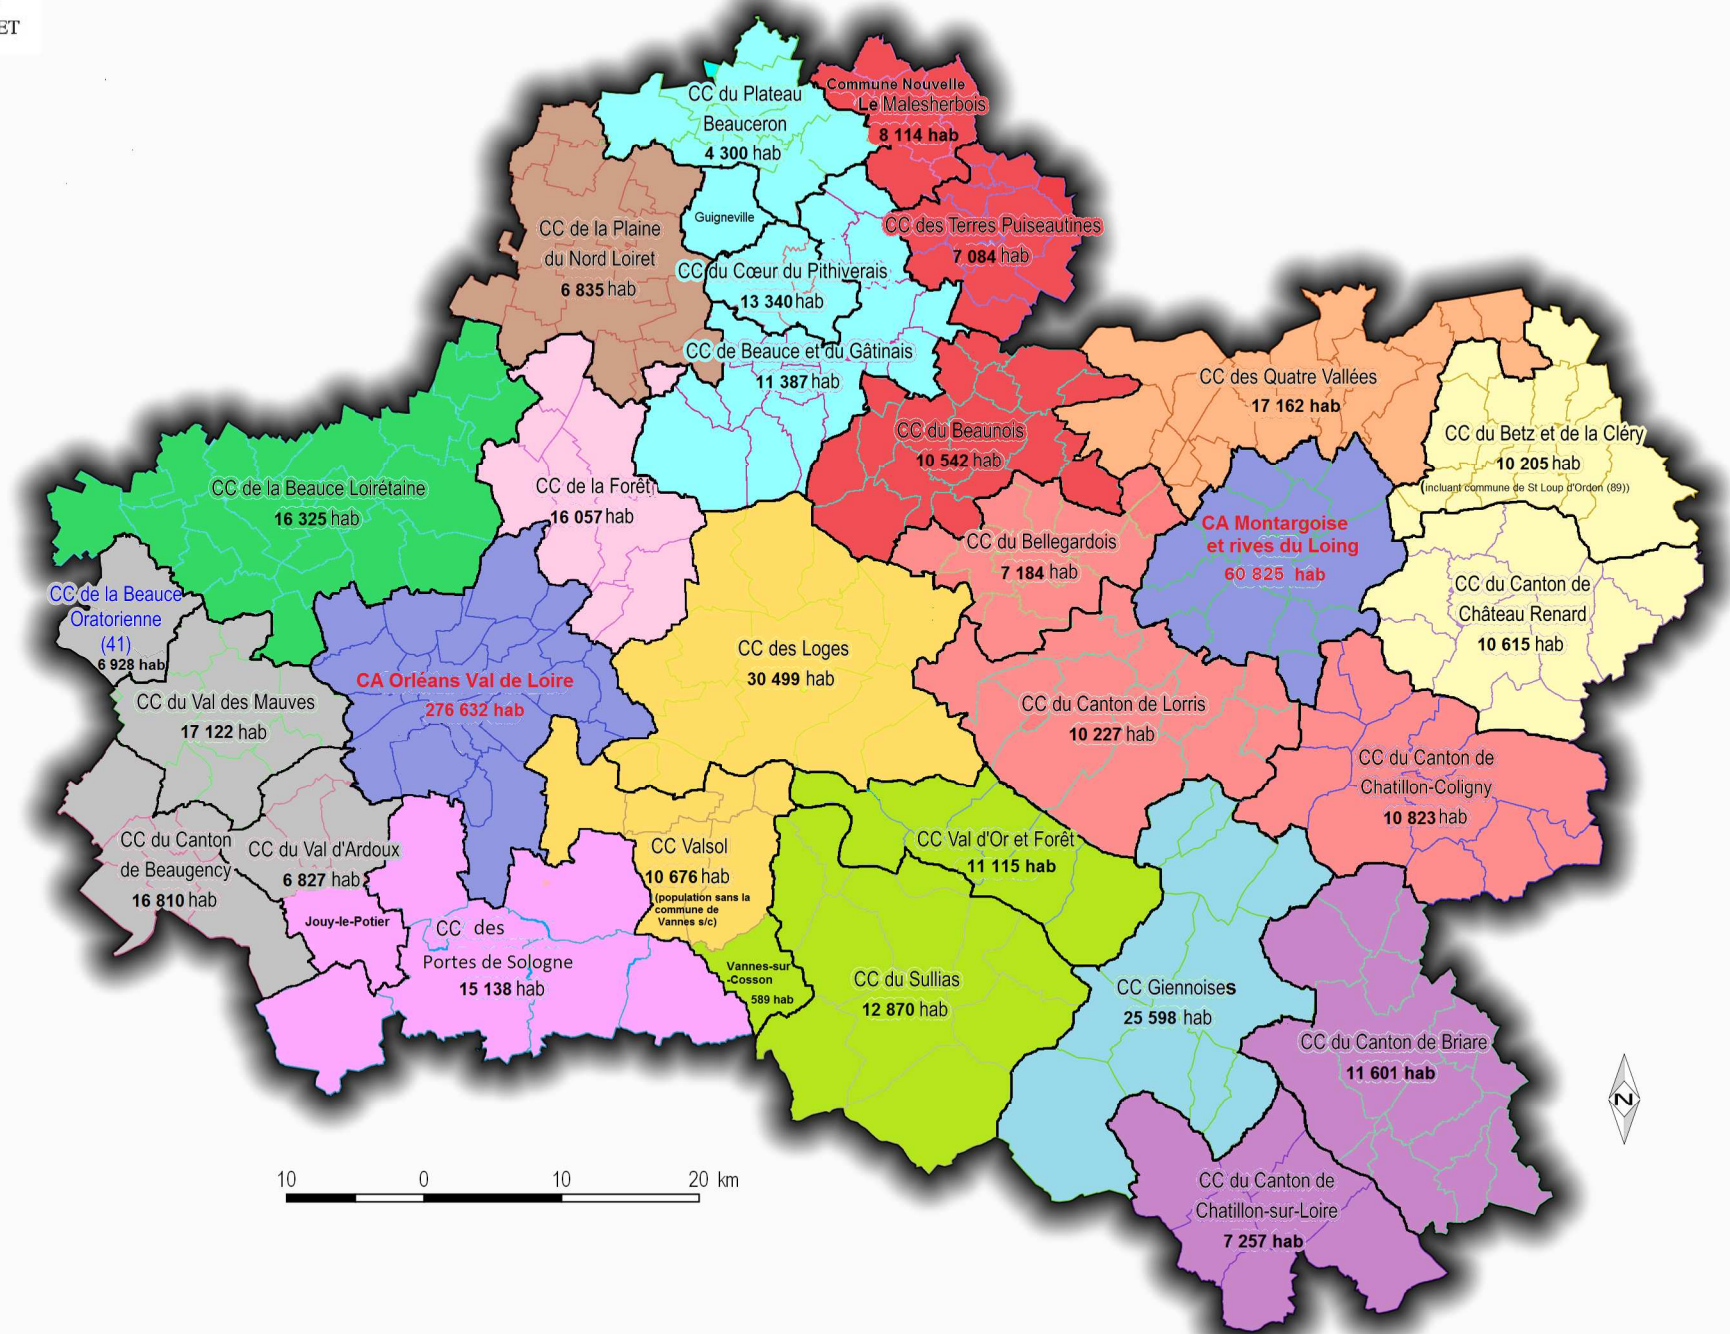 ET
CC du Plateau
Beauceron
4 300 hab
Commune Nouvelle
Le Malesherbois
8 114 hab
Guigneville
CC des Terres Puiseautines
7 084 hab
CC de la Plaine
du Nord Loiret
6 835 hab
CC du Cœur du Pithiverais
13 340 hab
CC de Beauce et du Gâtinais
11 387 hab
CC des Quatre Vallées
17 162 hab
CC du Beaunois
10 542 hab
CC du Betz et de la Cléry
10 205 hab
(incluant commune de St Loup d'Ordon (89))
CC de la Beauce Loirétaine
16 325 hab
CC de la Forêt
16 057 hab
CA Montargoise
et rives du Loing
60 825 hab
CC du Bellegardois
7 184 hab
CC du Canton de
Château Renard
10 615 hab
CC de la Beauce
Oratorienne
(41)
6 928 hab
CC des Loges
30 499 hab
CA Orléans Val de Loire
276 632 hab
CC du Val des Mauves
17 122 hab
CC du Canton de Lorris
10 227 hab
CC du Canton de
Chatillon-Coligny
10 823 hab
CC du Canton
de Beaugency
16 810 hab
CC du Val d'Ardoux
6 827 hab
CC Valsol
10 676 hab
(population sans la
commune de
Vannes s/c)
CC Val d'Or et Forêt
11 115 hab
Jouy-le-Potier
CC des
Portes de Sologne
15 138 hab
Vannes-sur
-Cosson
589 hab
CC du Sullias
12 870 hab
CC Giennoises
25 598 hab
CC du Canton de Briare
11 601 hab
N
CC du Canton de
Chatillon-sur-Loire
7 257 hab
10 0 10 20 km